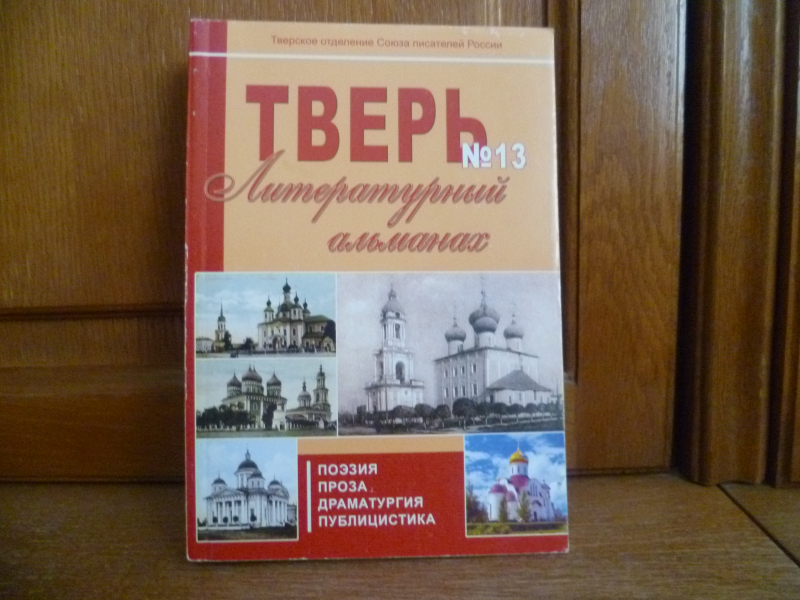 Тверское отделение Союза писателей России
ТВЕРЬ
№13
Литературный
альманах
ПОЭЗИЯ
ПРОЗА
ДРАМАТУРГИЯ
ПУБЛИЦИСТИКА